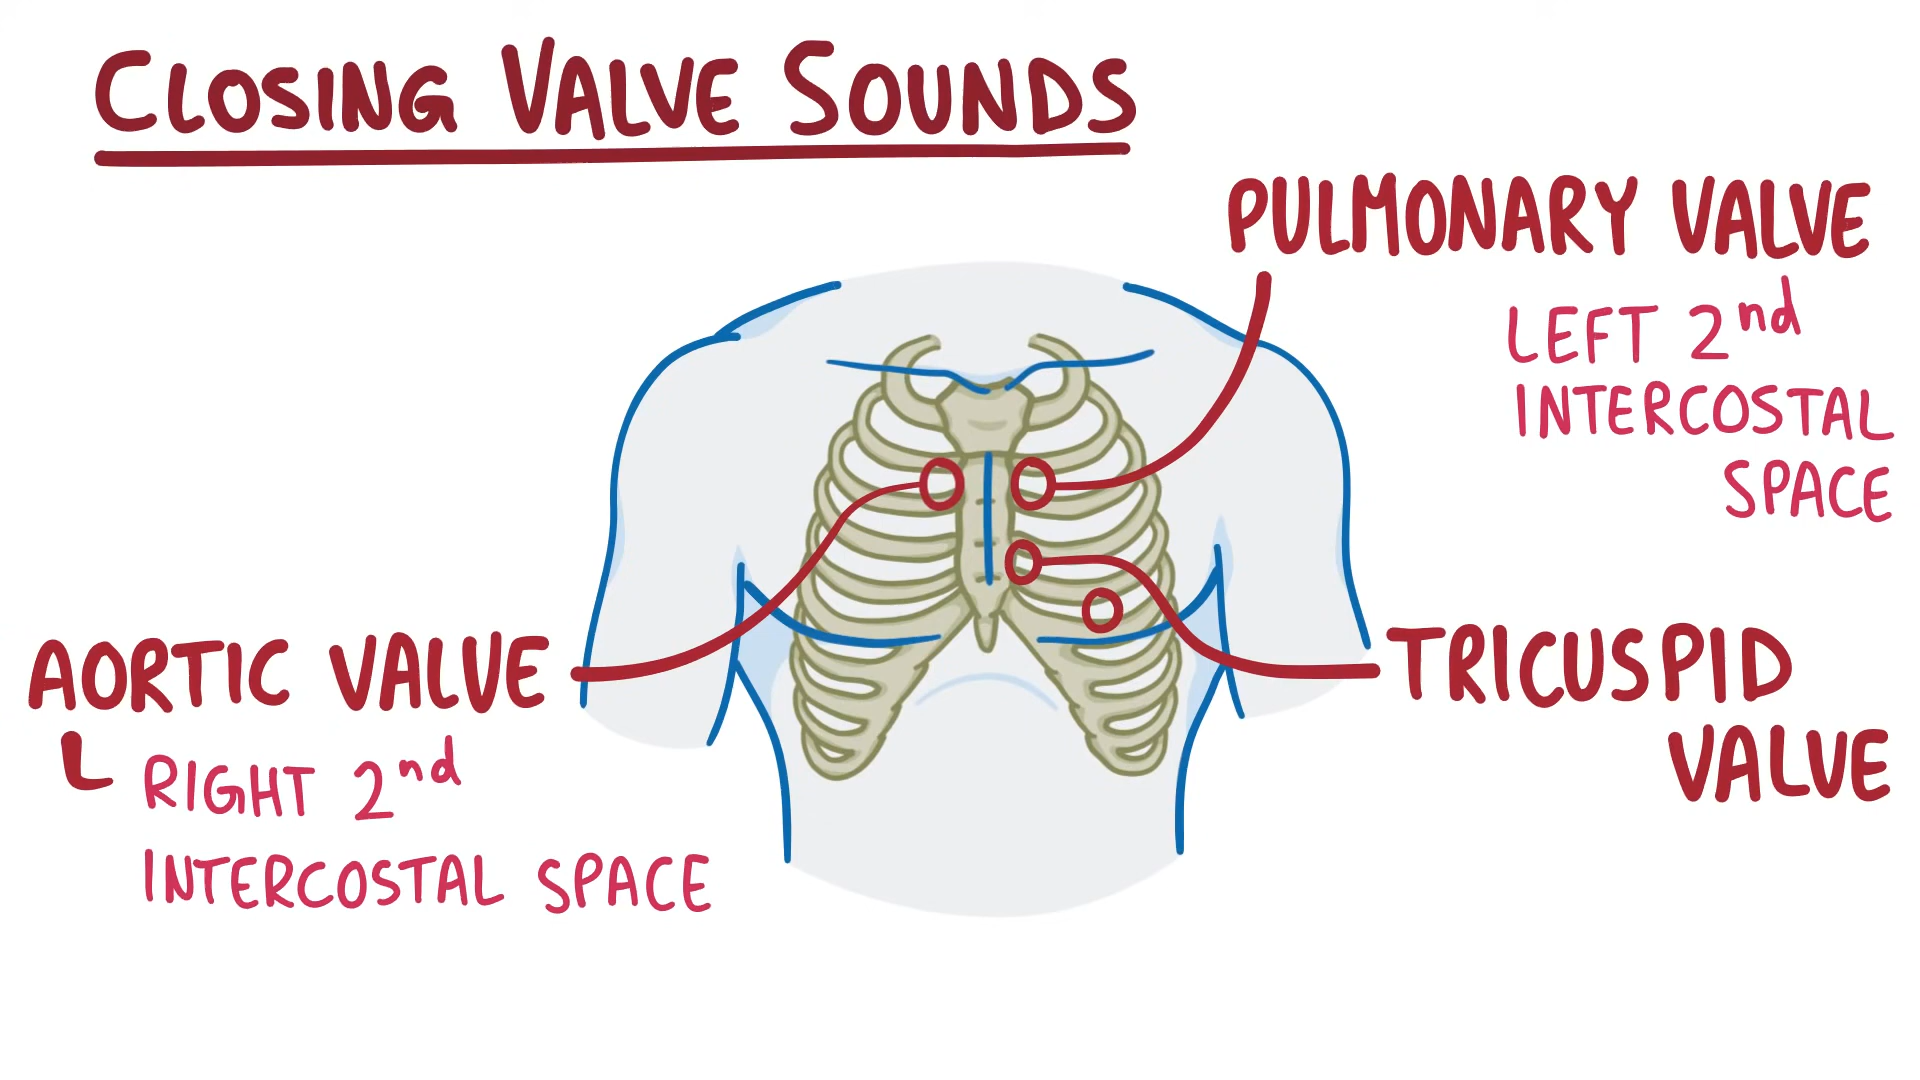 CLOSING VALVE SOUNDS
PULMONARY VALVE
LEFT 2nd
INTERCOSTAL
SPACE
AORTIC VALVE
RIGHT 2nd
INTERCOSTAL SPACE
TRICUSPID
VALVE